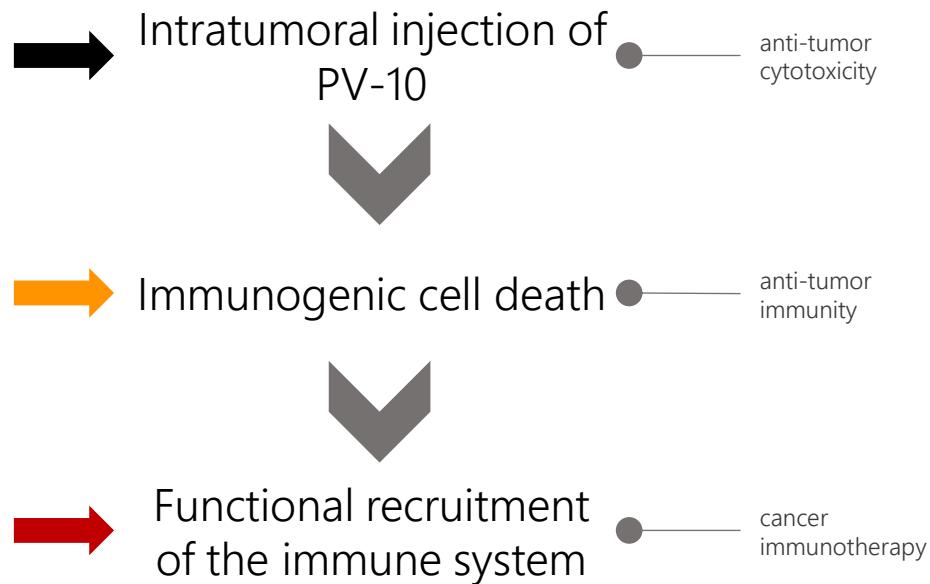 Intratumoral injection of
PV-10
anti-tumor
cytotoxicity
Immunogenic cell death
anti-tumor
immunity
Functional recruitment
of the immune system
cancer
immunotherapy